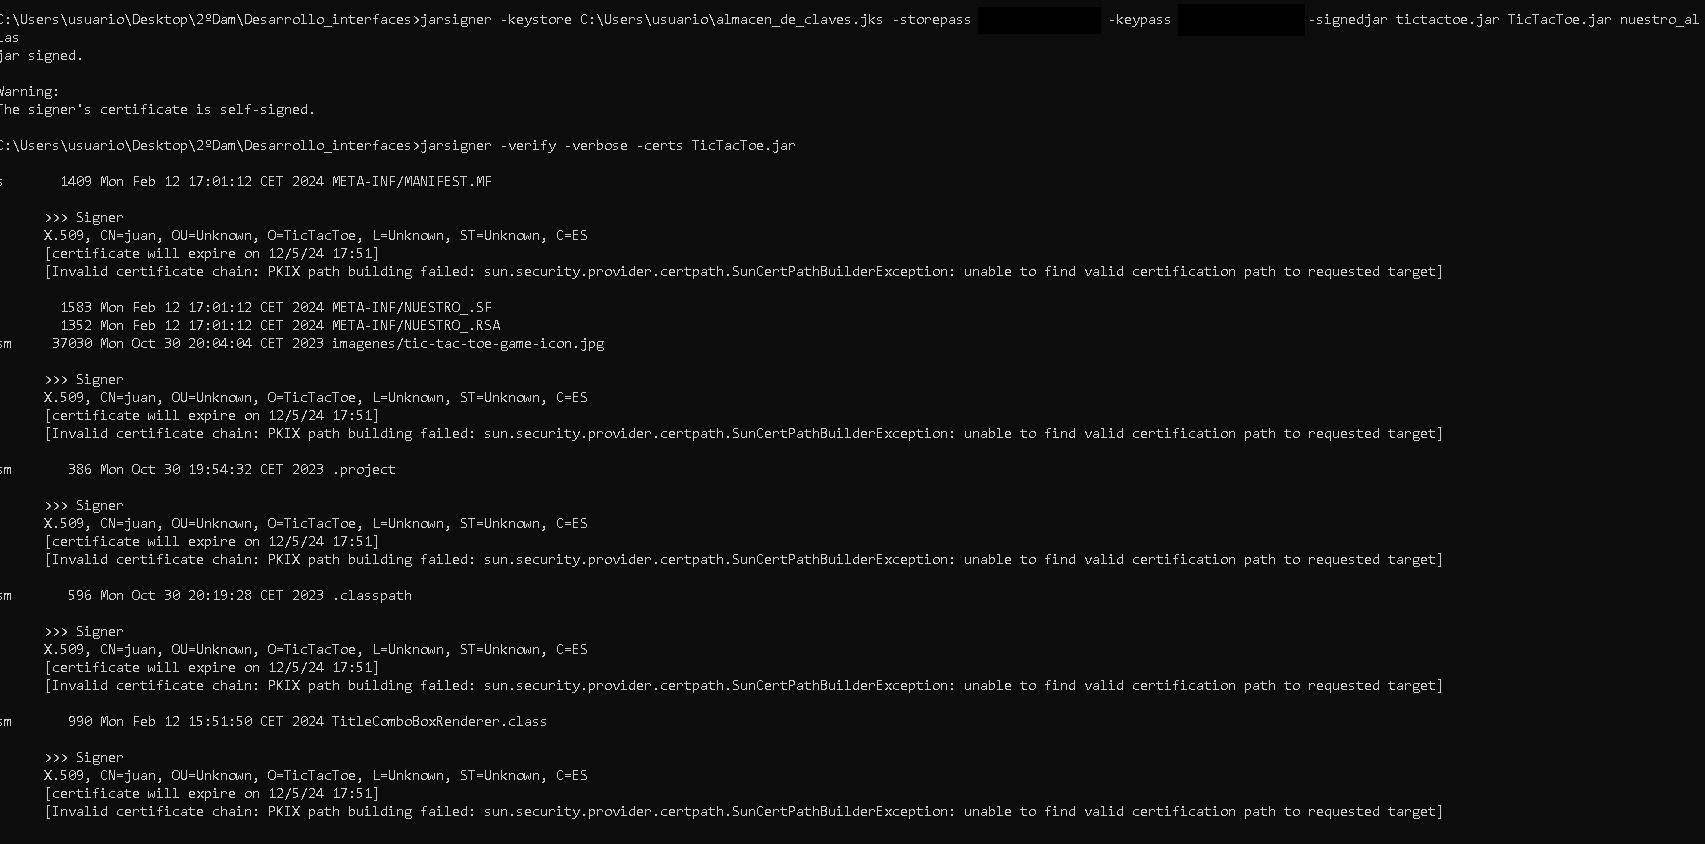 C:\Users\usuario\Desktop\2ºDam\Desarrollo_interfaces>jarsigner -keystore C:\Users\usuario\almacen_de_claves.jks -storepass -keypass -signedjar tictactoe.jar TicTacToe.jar nuestro_al
ias
jar signed.
Warning:
The signer's certificate is self-signed.
C:\Users\usuario\Desktop\2ºDam\Desarrollo_interfaces>jarsigner -verify -verbose -certs TicTacToe.jar
s 1409 Mon Feb 12 17:01:12 CET 2024 META-INF/MANIFEST.MF
>>> Signer
X.509, CN=juan, OU=Unknown, O=TicTacToe, L=Unknown, ST=Unknown, C=ES
[certificate will expire on 12/5/24 17:51]
[Invalid certificate chain: PKIX path building failed: sun.security.provider.certpath.SunCertPathBuilderException: unable to find valid certification path to requested target]
1583 Mon Feb 12 17:01:12 CET 2024 META-INF/NUESTRO_.SF
1352 Mon Feb 12 17:01:12 CET 2024 META-INF/NUESTRO_.RSA
sm 37030 Mon Oct 30 20:04:04 CET 2023 imagenes/tic-tac-toe-game-icon.jpg
>>> Signer
X.509, CN=juan, OU=Unknown, O=TicTacToe, L=Unknown, ST=Unknown, C=ES
[certificate will expire on 12/5/24 17:51]
[Invalid certificate chain: PKIX path building failed: sun.security.provider.certpath.SunCertPathBuilderException: unable to find valid certification path to requested target]
sm 386 Mon Oct 30 19:54:32 CET 2023 .project
>>> Signer
X.509, CN=juan, OU=Unknown, O=TicTacToe, L=Unknown, ST=Unknown, C=ES
[certificate will expire on 12/5/24 17:51]
[Invalid certificate chain: PKIX path building failed: sun.security.provider.certpath.SunCertPathBuilderException: unable to find valid certification path to requested target]
sm 596 Mon Oct 30 20:19:28 CET 2023 .classpath
>>> Signer
X.509, CN=juan, OU=Unknown, O=TicTacToe, L=Unknown, ST=Unknown, C=ES
[certificate will expire on 12/5/24 17:51]
[Invalid certificate chain: PKIX path building failed: sun.security.provider.certpath.SunCertPathBuilderException: unable to find valid certification path to requested target]
sm 990 Mon Feb 12 15:51:50 CET 2024 TitleComboBoxRenderer.class
>>> Signer
X.509, CN=juan, OU=Unknown, O=TicTacToe, L=Unknown, ST=Unknown, C=ES
[certificate will expire on 12/5/24 17:51]
[Invalid certificate chain: PKIX path building failed: sun.security.provider.certpath.SunCertPathBuilderException: unable to find valid certification path to requested target]